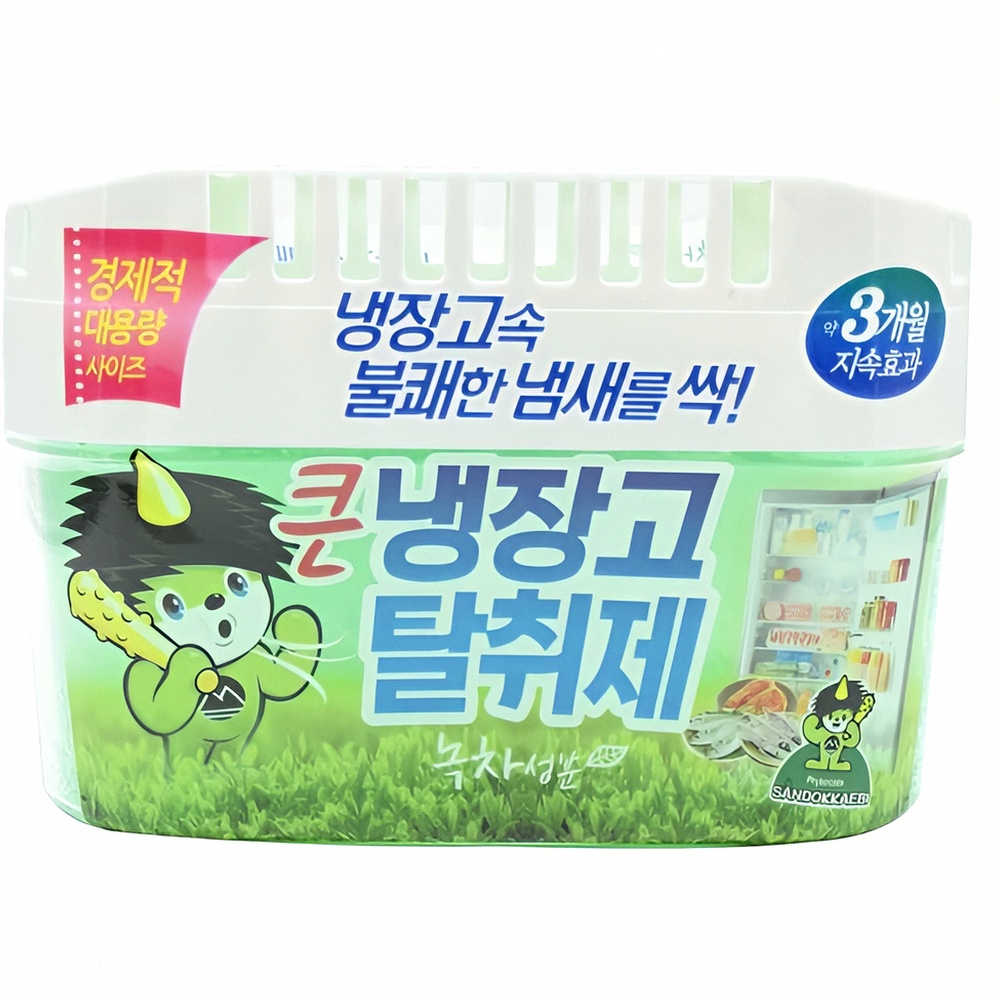 경제적
대용량
사이즈
냉장고속
불쾌한 냄새를 싹!
약 3개월
지속효과
큰 냉장고
탈취제
녹차성분
SANDOKKAEBI